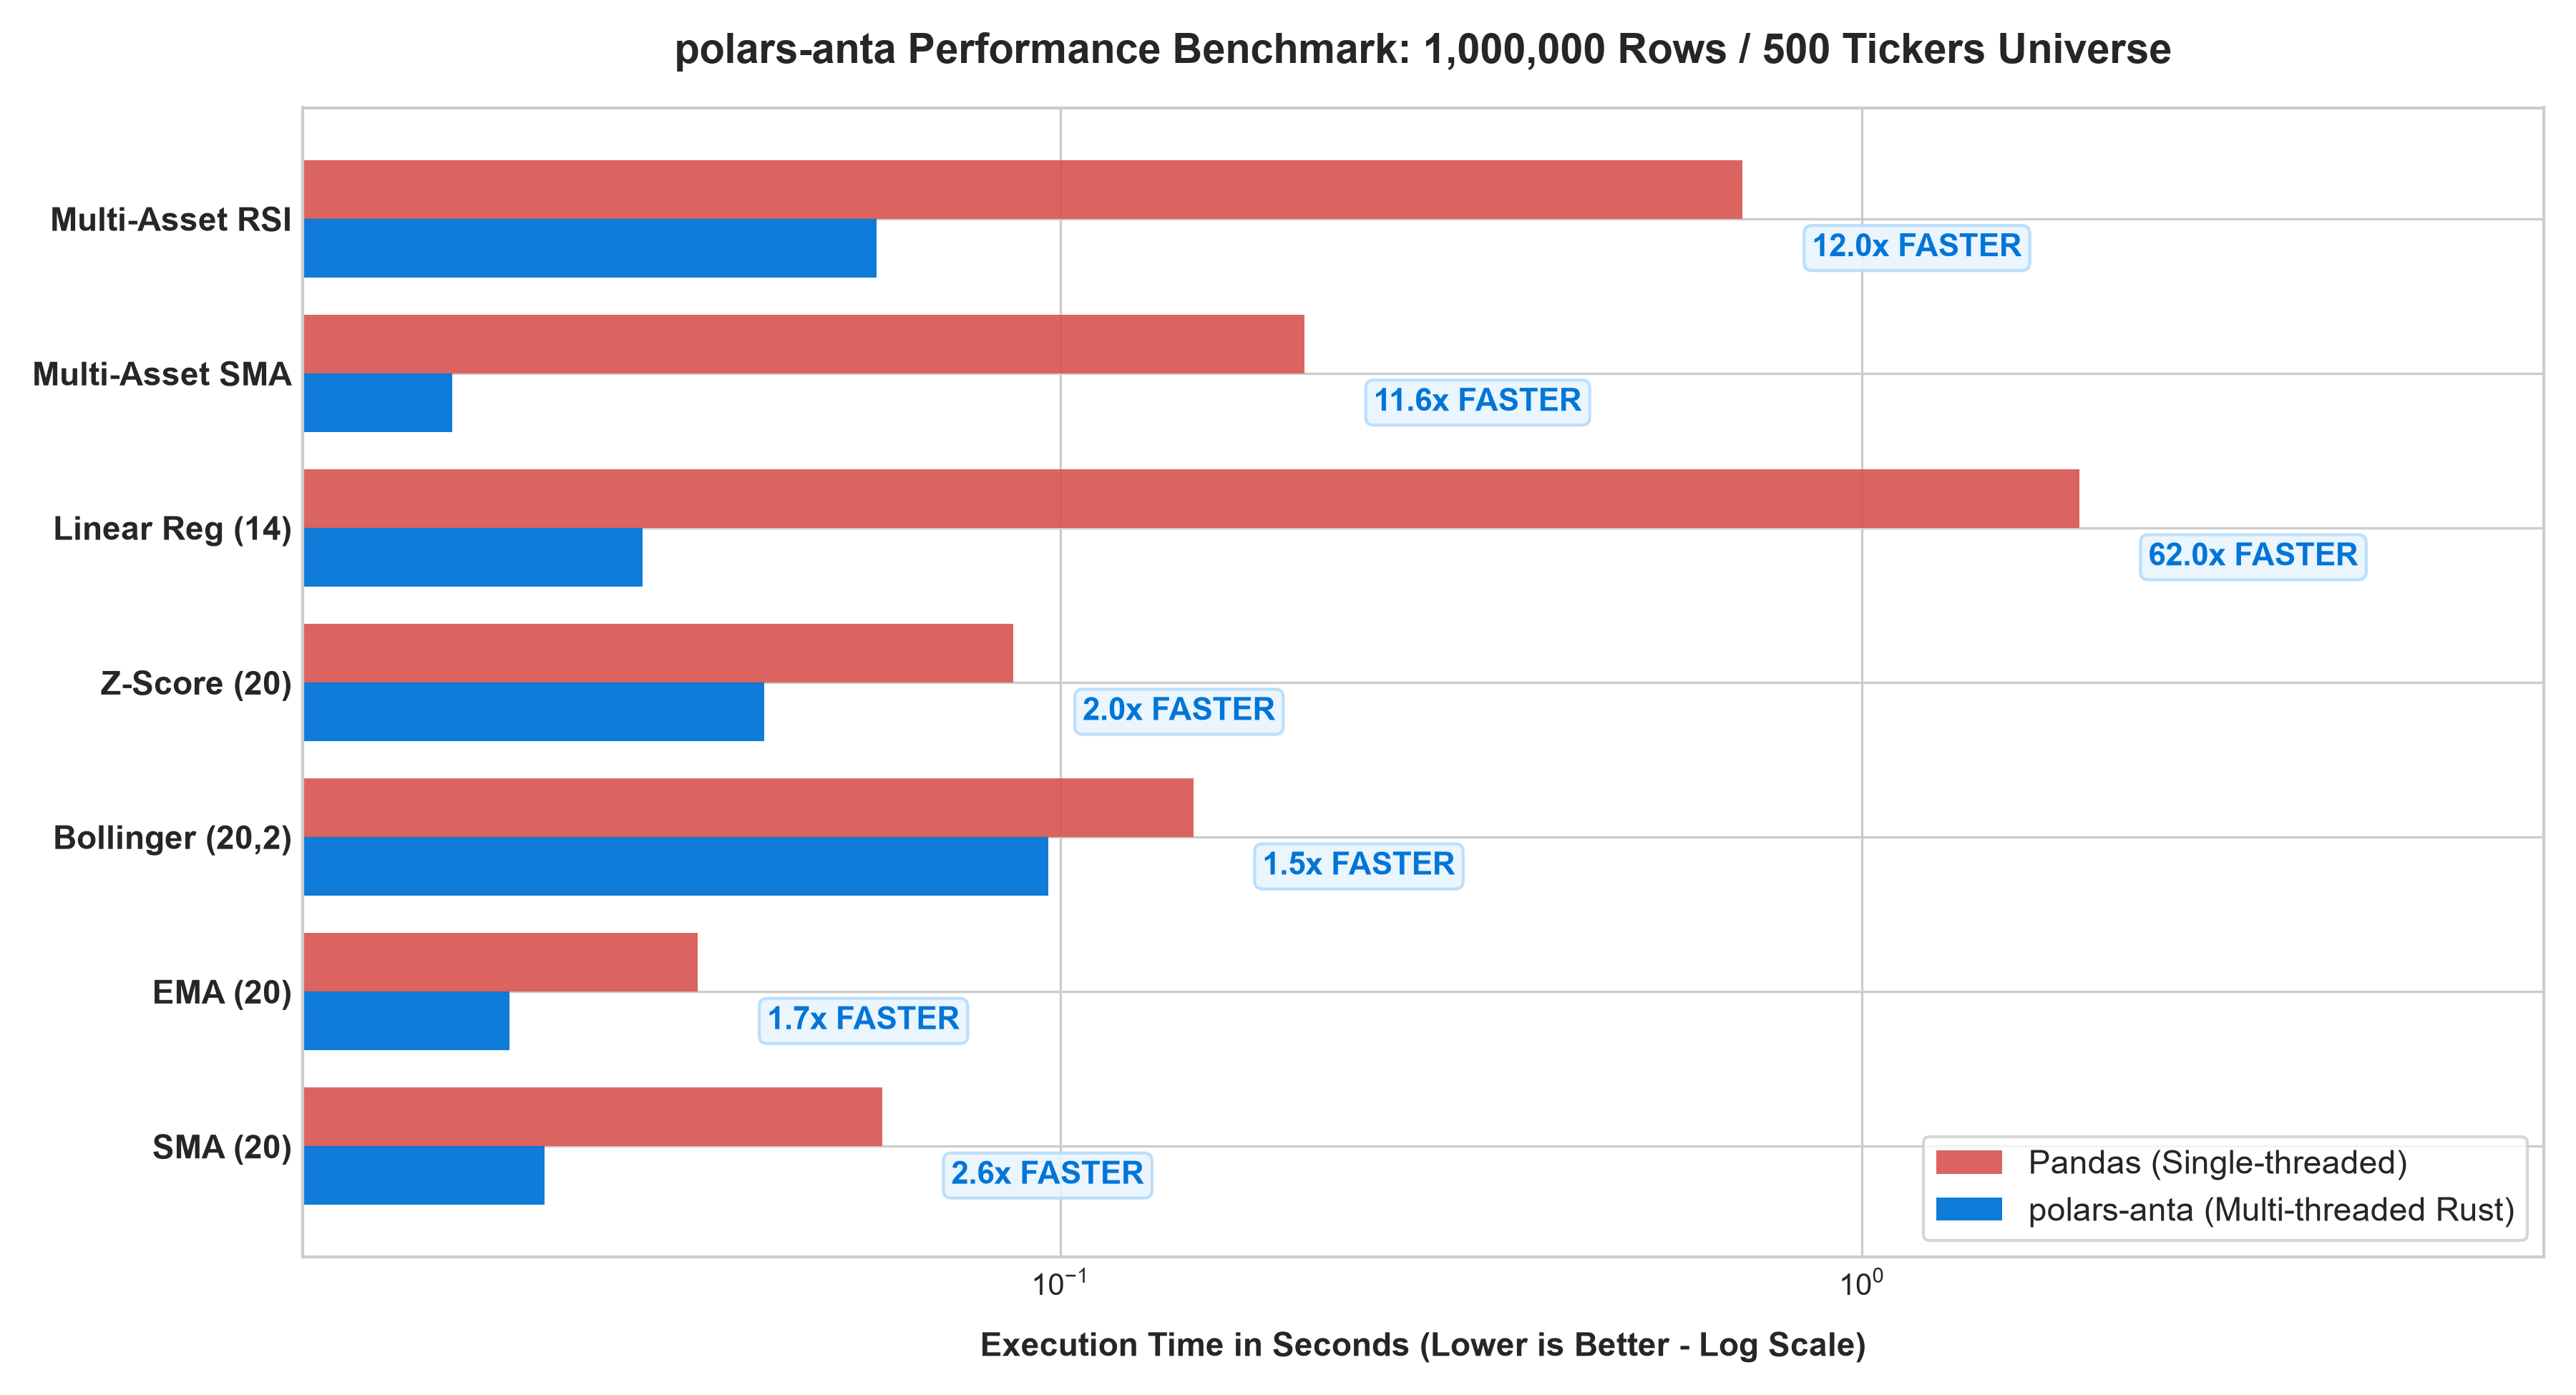 polars-anta Performance Benchmark: 1,000,000 Rows / 500 Tickers Universe
Multi-Asset RSI
12.0x FASTER
Multi-Asset SMA
11.6x FASTER
Linear Reg (14)
62.0x FASTER
Z-Score (20)
2.0x FASTER
Bollinger (20,2)
1.5x FASTER
EMA (20)
1.7x FASTER
SMA (20)
2.6x FASTER
Pandas (Single-threaded)
polars-anta (Multi-threaded Rust)
10⁻¹ 10⁰
Execution Time in Seconds (Lower is Better - Log Scale)